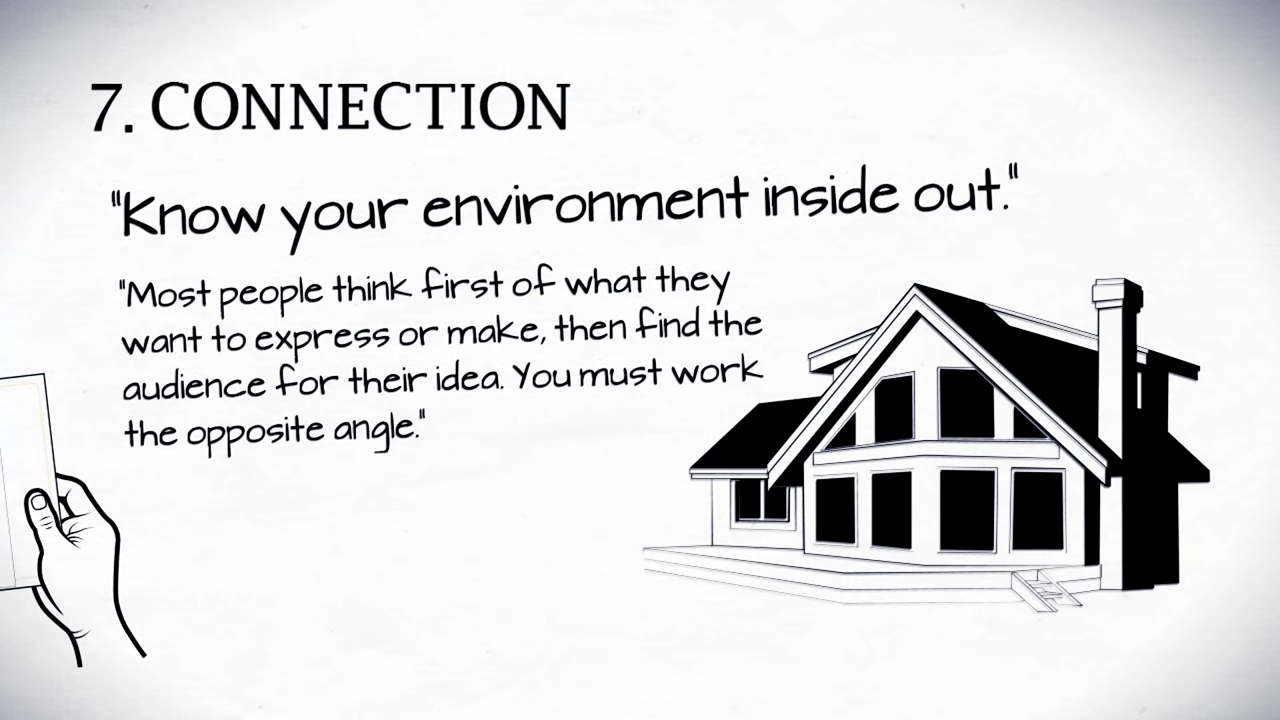 7. CONNECTION
"Know your environment inside out."
"Most people think first of what they
want to express or make, then find the
audience for their idea. You must work
the opposite angle."